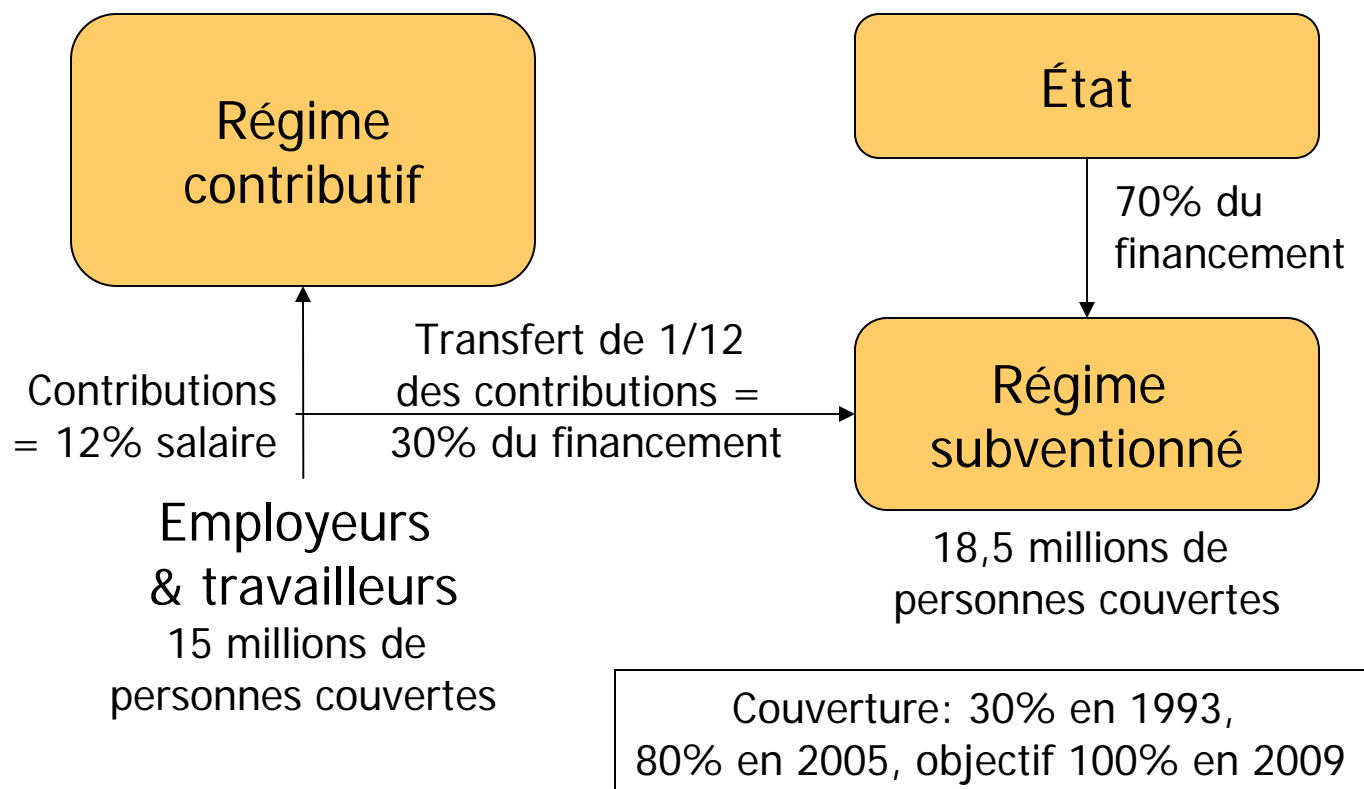 Régime
contributif
État
70% du
financement
Transfert de 1/12
des contributions =
30% du financement
Contributions
= 12% salaire
Régime
subventionné
Employeurs
& travailleurs
15 millions de
personnes couvertes
18,5 millions de
personnes couvertes
Couverture: 30% en 1993,
80% en 2005, objectif 100% en 2009